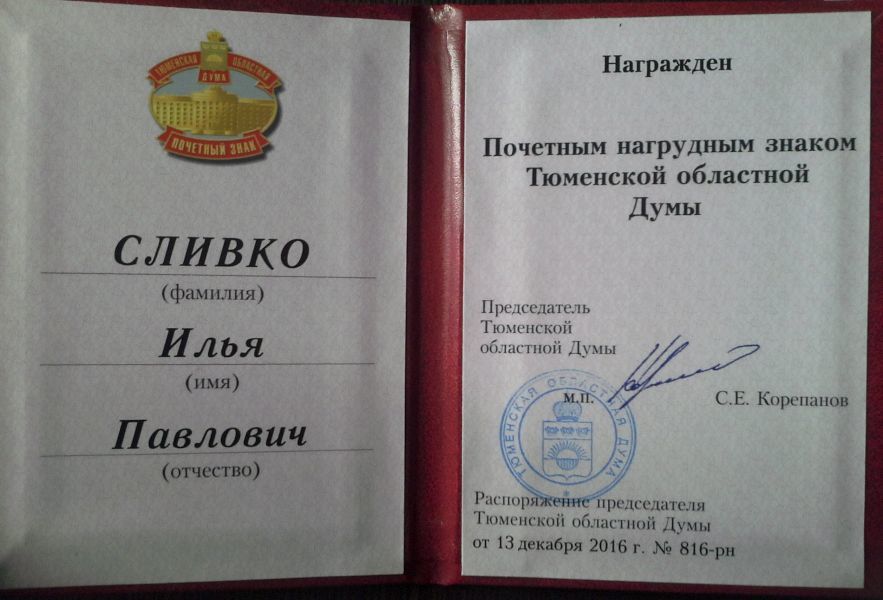 ТЮМЕНСКАЯ ОБЛАСТНАЯ
ДУМА
ПОЧЕТНЫЙ ЗНАК
СЛИВКО
(фамилия)
Илья
(имя)
Павлович
(отчество)
Награжден
Почетным нагрудным знаком
Тюменской областной
Думы
Председатель
Тюменской
областной Думы
М.П.
С.Е. Корепанов
ТЮМЕНСКАЯ ОБЛАСТНАЯ ДУМА
Распоряжение председателя
Тюменской областной Думы
от 13 декабря 2016 г. № 816-рн